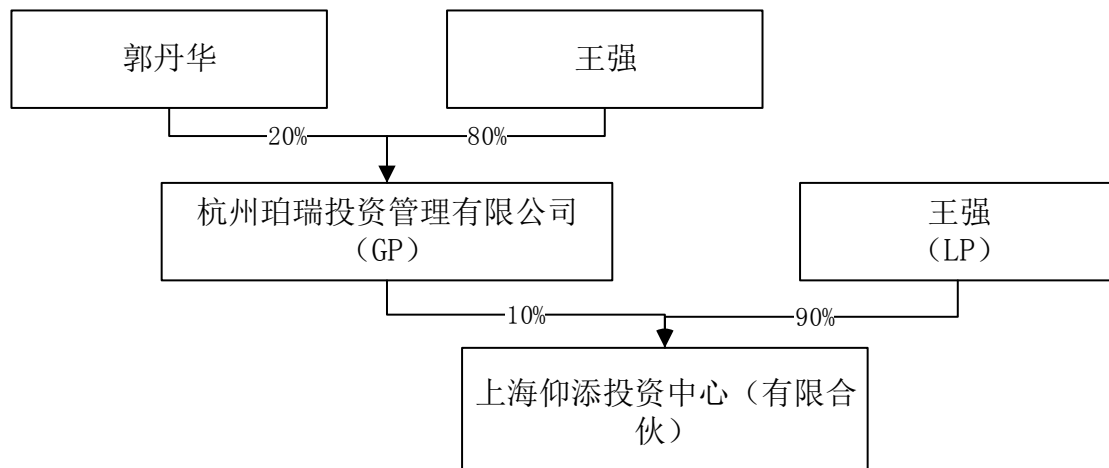 郭丹华
王强
20%
80%
杭州珀瑞投资管理有限公司
（GP）
王强
（LP）
10%
90%
上海仰添投资中心（有限合
伙）